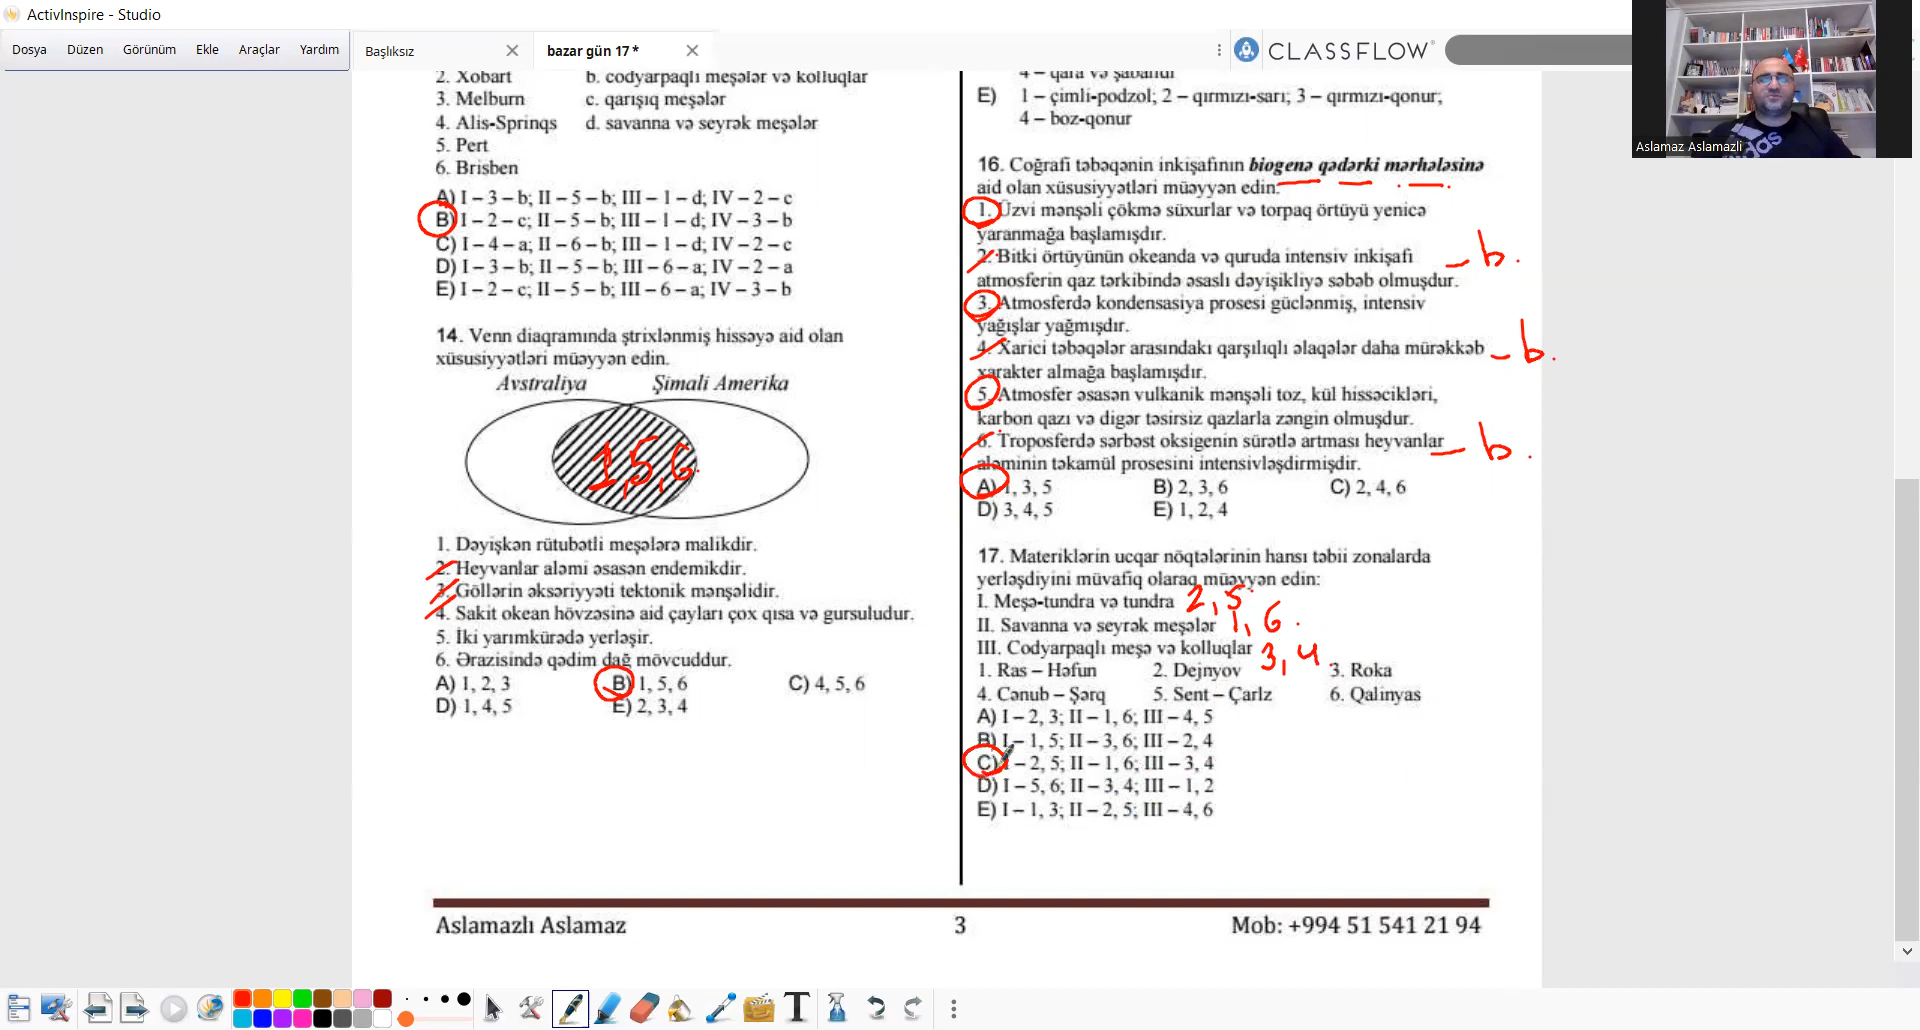 ActivInspire - Studio
Dosya Düzen Görünüm Ekle Araçlar Yardım
Başlıksız
bazar gün 17 *
CLASSFLOW
Aslamaz Aslamazli
2. Xobart b. codyarpaqlı meşələr və kolluqlar
3. Melburn c. qarışıq meşələr
4. Alis-Sprinqs d. savanna və seyrək meşələr
5. Pert
6. Brisben
A) I – 3 – b; II – 5 – b; III – 1 – d; IV – 2 – c
B) I – 2 – c; II – 5 – b; III – 1 – d; IV – 3 – b
C) I – 4 – a; II – 6 – b; III – 1 – d; IV – 2 – c
D) I – 3 – b; II – 5 – b; III – 6 – a; IV – 2 – a
E) I – 2 – c; II – 5 – b; III – 6 – a; IV – 3 – b
14. Venn diaqramında ştrixlənmiş hissəyə aid olan
xüsusiyyətləri müəyyən edin.
Avstraliya Şimali Amerika
1,5,6
1. Dəyişkən rütubətli meşələrə malikdir.
2. Heyvanlar aləmi əsasən endemikdir.
3. Göllərin əksəriyyəti tektonik mənşəlidir.
4. Sakit okean hövzəsinə aid çayları çox qısa və gursuludur.
5. İki yarımkürədə yerləşir.
6. Ərazisində qədim dağ mövcuddur.
A) 1, 2, 3 B) 1, 5, 6 C) 4, 5, 6
D) 1, 4, 5 E) 2, 3, 4
4 – qara və şabalıdı
E) 1 – çimli-podzol; 2 – qırmızı-sarı; 3 – qırmızı-qonur;
4 – boz-qonur
16. Coğrafi təbəqənin inkişafının biogenə qədərki mərhələsinə
aid olan xüsusiyyətləri müəyyən edin.
1. Üzvi mənşəli çökmə süxurlar və torpaq örtüyü yenicə
yaranmağa başlamışdır.
2. Bitki örtüyünün okeanda və quruda intensiv inkişafı – b.
atmosferin qaz tərkibində əsaslı dəyişikliyə səbəb olmuşdur.
3. Atmosferdə kondensasiya prosesi güclənmiş, intensiv
yağışlar yağmışdır.
4. Xarici təbəqələr arasındakı qarşılıqlı əlaqələr daha mürəkkəb – b.
xarakter almağa başlamışdır.
5. Atmosfer əsasən vulkanik mənşəli toz, kül hissəcikləri,
karbon qazı və digər təsirsiz qazlarla zəngin olmuşdur.
6. Troposferdə sərbəst oksigenin sürətlə artması heyvanlar – b.
aləminin təkamül prosesini intensivləşdirmişdir.
A) 1, 3, 5 B) 2, 3, 6 C) 2, 4, 6
D) 3, 4, 5 E) 1, 2, 4
17. Materiklərin ucqar nöqtələrinin hansı təbii zonalarda
yerləşdiyini müvafiq olaraq müəyyən edin:
I. Meşə-tundra və tundra 2, 5.
II. Savanna və seyrək meşələr 1, 6.
III. Codyarpaqlı meşə və kolluqlar 3, 4.
1. Ras – Həfun 2. Dejnyov 3. Roka
4. Cənub – Şərq 5. Sent – Çarlz 6. Qalinyas
A) I – 2, 3; II – 1, 6; III – 4, 5
B) I – 1, 5; II – 3, 6; III – 2, 4
C) I – 2, 5; II – 1, 6; III – 3, 4
D) I – 5, 6; II – 3, 4; III – 1, 2
E) I – 1, 3; II – 2, 5; III – 4, 6
Aslamazlı Aslamaz 3 Mob: +994 51 541 21 94